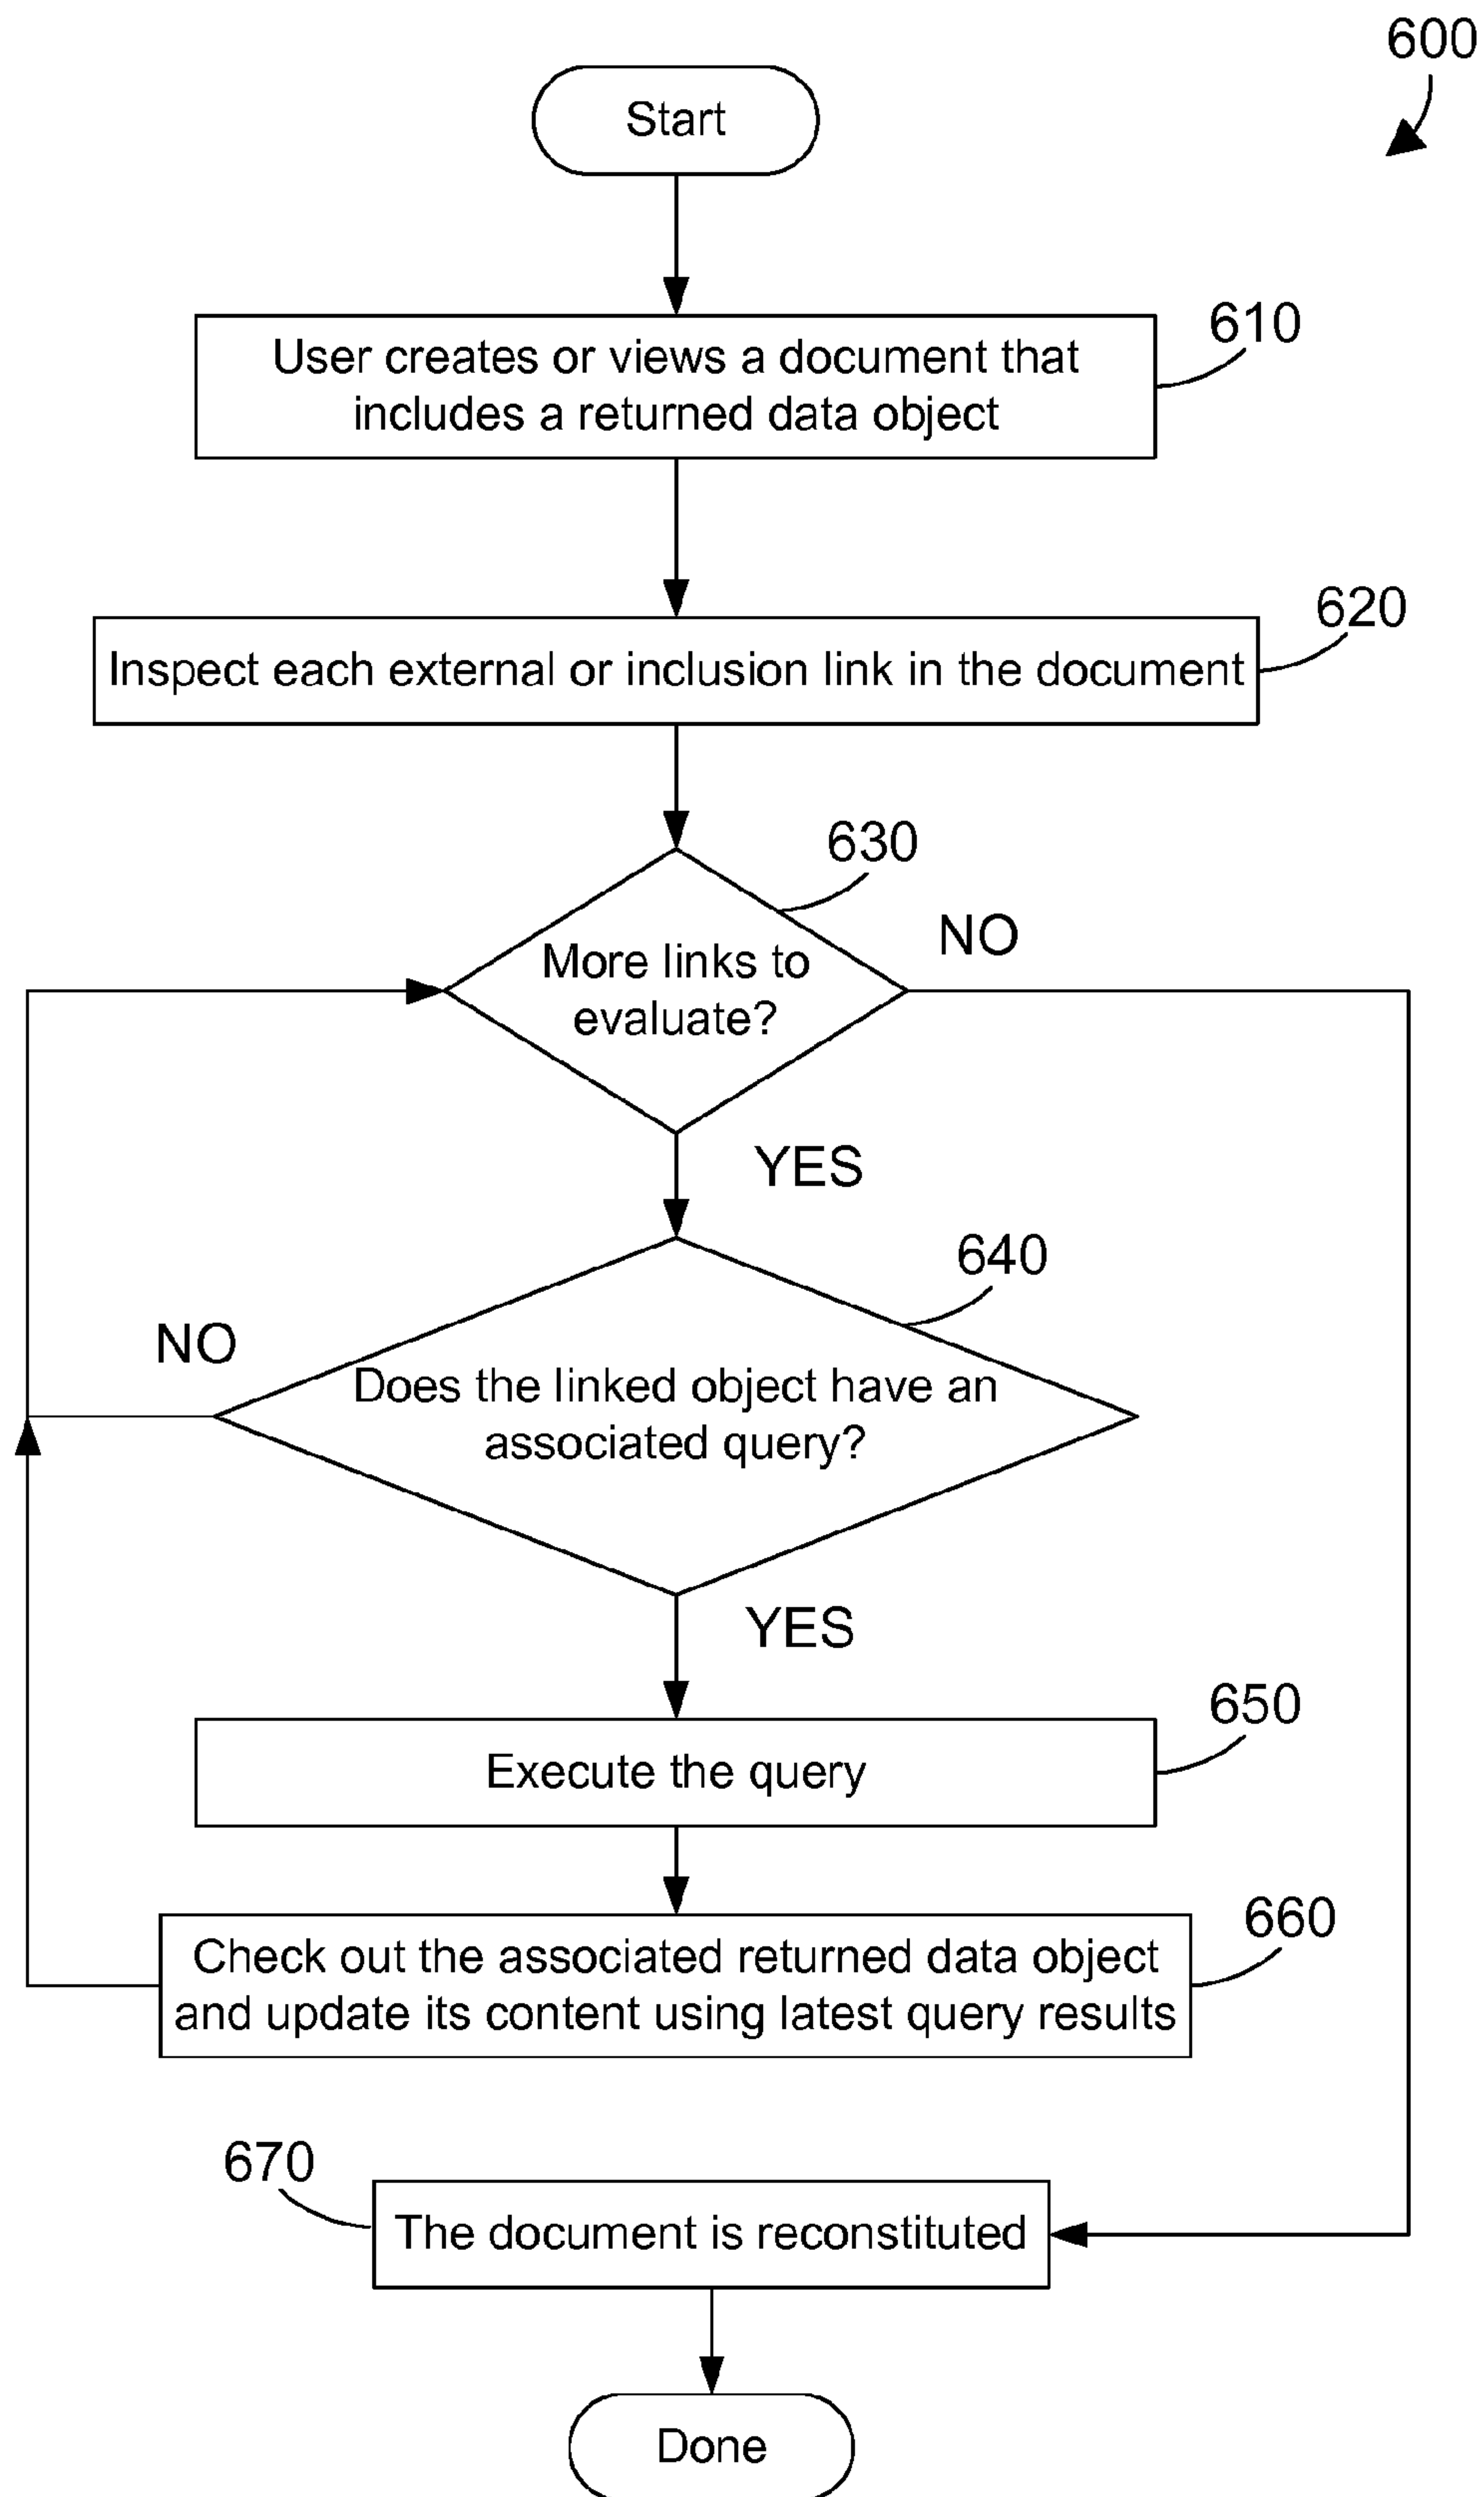 600
Start
610
User creates or views a document that
includes a returned data object
620
Inspect each external or inclusion link in the document
630
NO
More links to
evaluate?
YES
640
NO
Does the linked object have an
associated query?
YES
650
Execute the query
660
Check out the associated returned data object
and update its content using latest query results
670
The document is reconstituted
Done